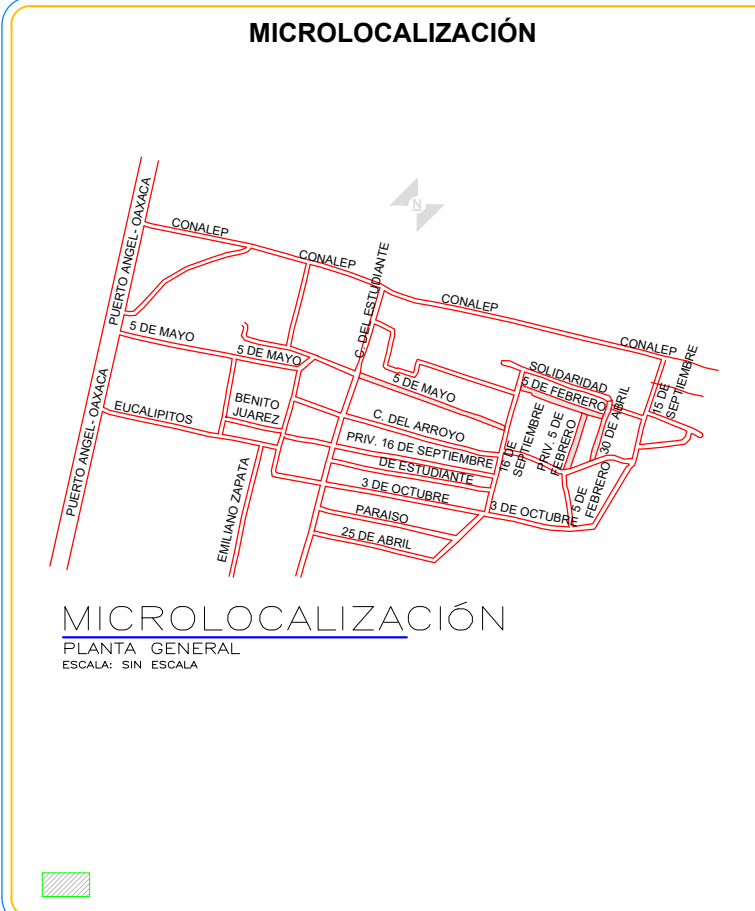 MICROLOCALIZACIÓN
N
PUERTO ANGEL- OAXACA
CONALEP
CONALEP
C. DEL ESTUDIANTE
CONALEP
CONALEP
5 DE MAYO
5 DE MAYO
5 DE MAYO
SOLIDARIDAD
5 DE FEBRERO
15 DE
SEPTIEMBRE
PUERTO ANGEL- OAXACA
EUCALIPITOS
BENITO
JUAREZ
C. DEL ARROYO
PRIV. 16 DE SEPTIEMBRE
DE ESTUDIANTE
16 DE
SEPTIEMBRE
PRIV. 5 DE
FEBRERO
30 DE ABRIL
EMILIANO ZAPATA
3 DE OCTUBRE
3 DE OCTUBRE
5 DE
FEBRERO
PARAISO
25 DE ABRIL
MICROLOCALIZACIÓN
PLANTA GENERAL
ESCALA: SIN ESCALA